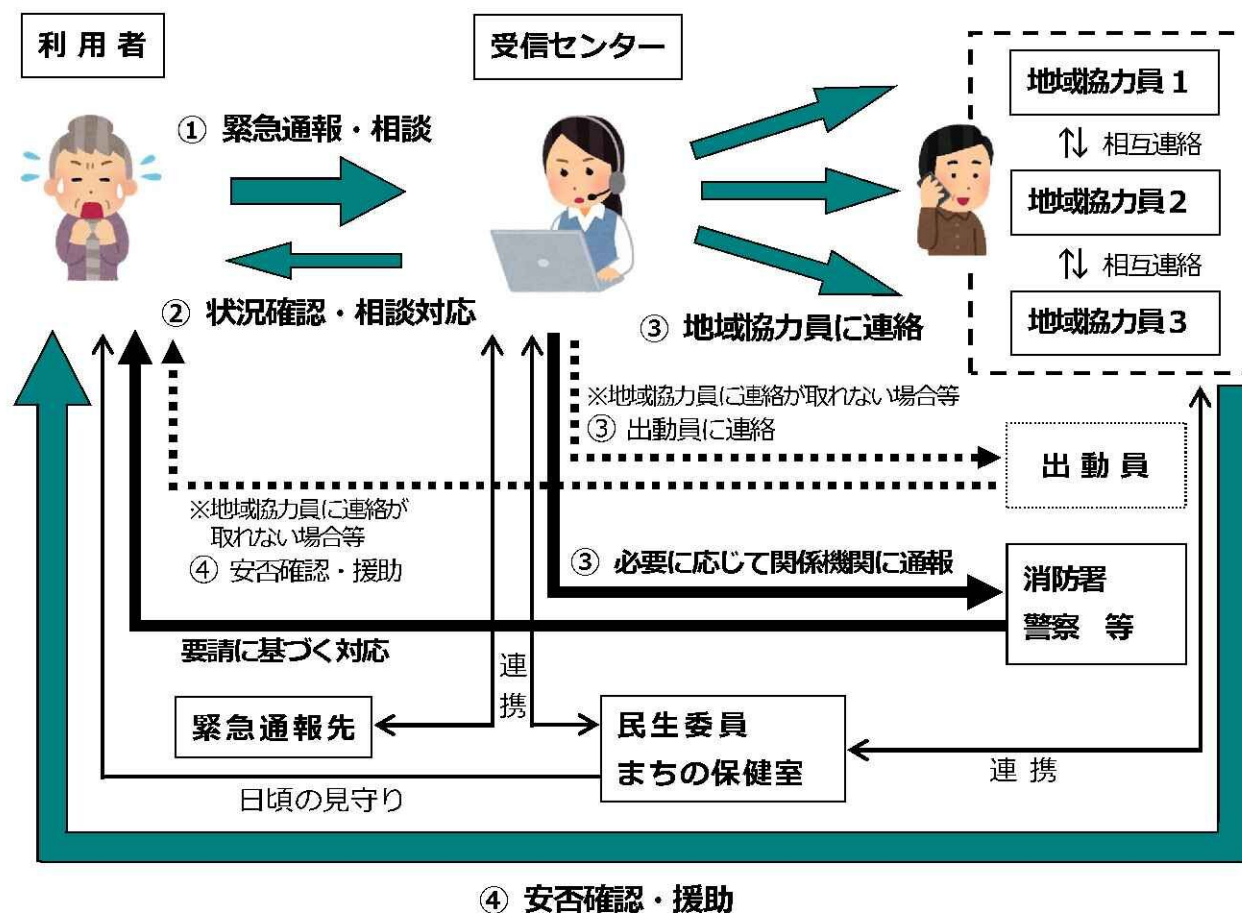 利用者
受信センター
地域協力員1
① 緊急通報・相談
相互連絡
地域協力員2
相互連絡
② 状況確認・相談対応
③ 地域協力員に連絡
地域協力員3
※地域協力員に連絡が取れない場合等
③ 出動員に連絡
出動員
※地域協力員に連絡が
取れない場合等
④ 安否確認・援助
③ 必要に応じて関係機関に通報
消防署
警察 等
要請に基づく対応
連携
緊急通報先
民生委員
まちの保健室
連携
日頃の見守り
④ 安否確認・援助